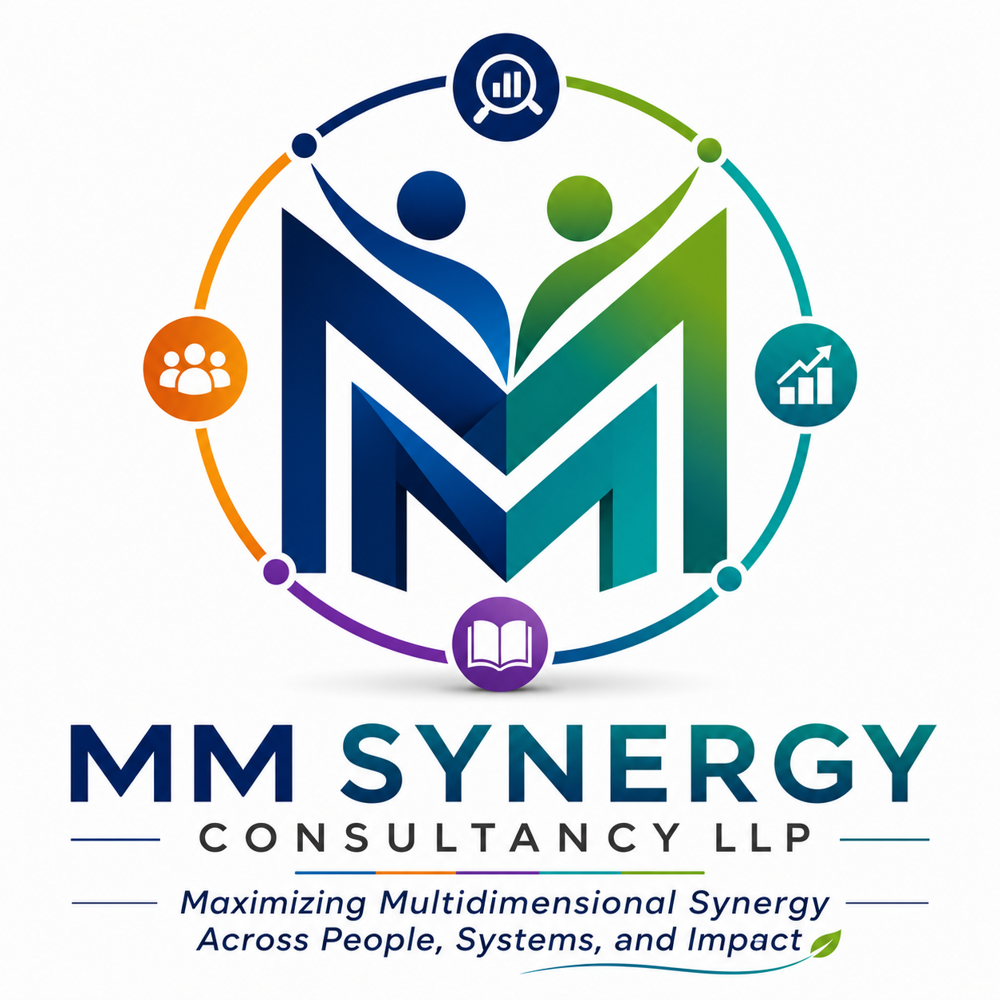 MM SYNERGY
CONSULTANCY LLP
Maximizing Multidimensional Synergy
Across People, Systems, and Impact